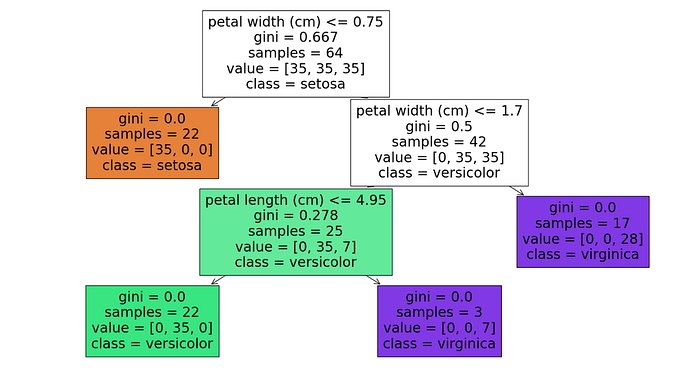 petal width (cm) <= 0.75
gini = 0.667
samples = 64
value = [35, 35, 35]
class = setosa
gini = 0.0
samples = 22
value = [35, 0, 0]
class = setosa
petal width (cm) <= 1.7
gini = 0.5
samples = 42
value = [0, 35, 35]
class = versicolor
petal length (cm) <= 4.95
gini = 0.278
samples = 25
value = [0, 35, 7]
class = versicolor
gini = 0.0
samples = 17
value = [0, 0, 28]
class = virginica
gini = 0.0
samples = 22
value = [0, 35, 0]
class = versicolor
gini = 0.0
samples = 3
value = [0, 0, 7]
class = virginica